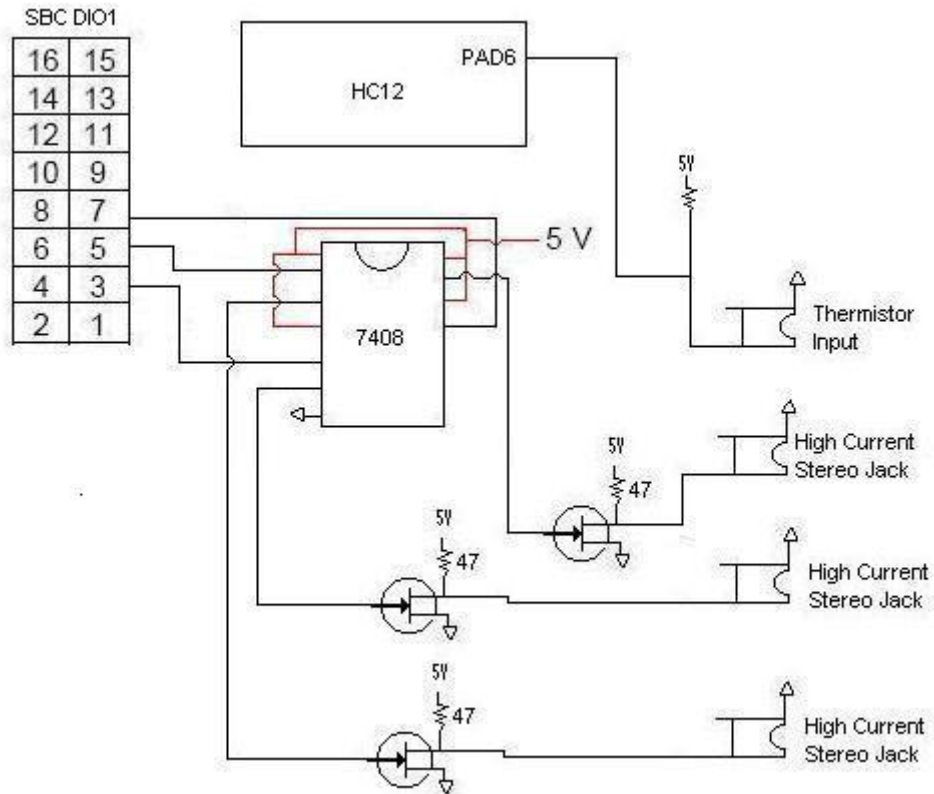 SBC DIO1
16 15
14 13
12 11
10 9
8 7
6 5
4 3
2 1
PAD6
HC12
5V
5 V
7408
Thermistor
Input
5V
47
High Current
Stereo Jack
5V
47
High Current
Stereo Jack
5V
47
High Current
Stereo Jack